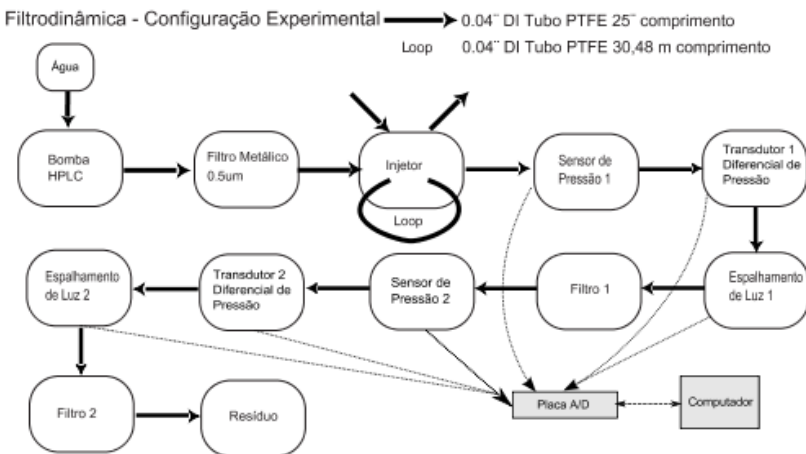 Filtrodinâmica - Configuração Experimental
0.04¨ DI Tubo PTFE 25¨ comprimento
Loop 0.04¨ DI Tubo PTFE 30,48 m comprimento
Água
Bomba
HPLC
Filtro Metálico
0.5um
Injetor
Loop
Sensor de
Pressão 1
Transdutor 1
Diferencial de
Pressão
Espalhamento
de Luz 2
Transdutor 2
Diferencial de
Pressão
Sensor de
Pressão 2
Filtro 1
Espalhamento
de Luz 1
Filtro 2
Resíduo
Placa A/D
Computador